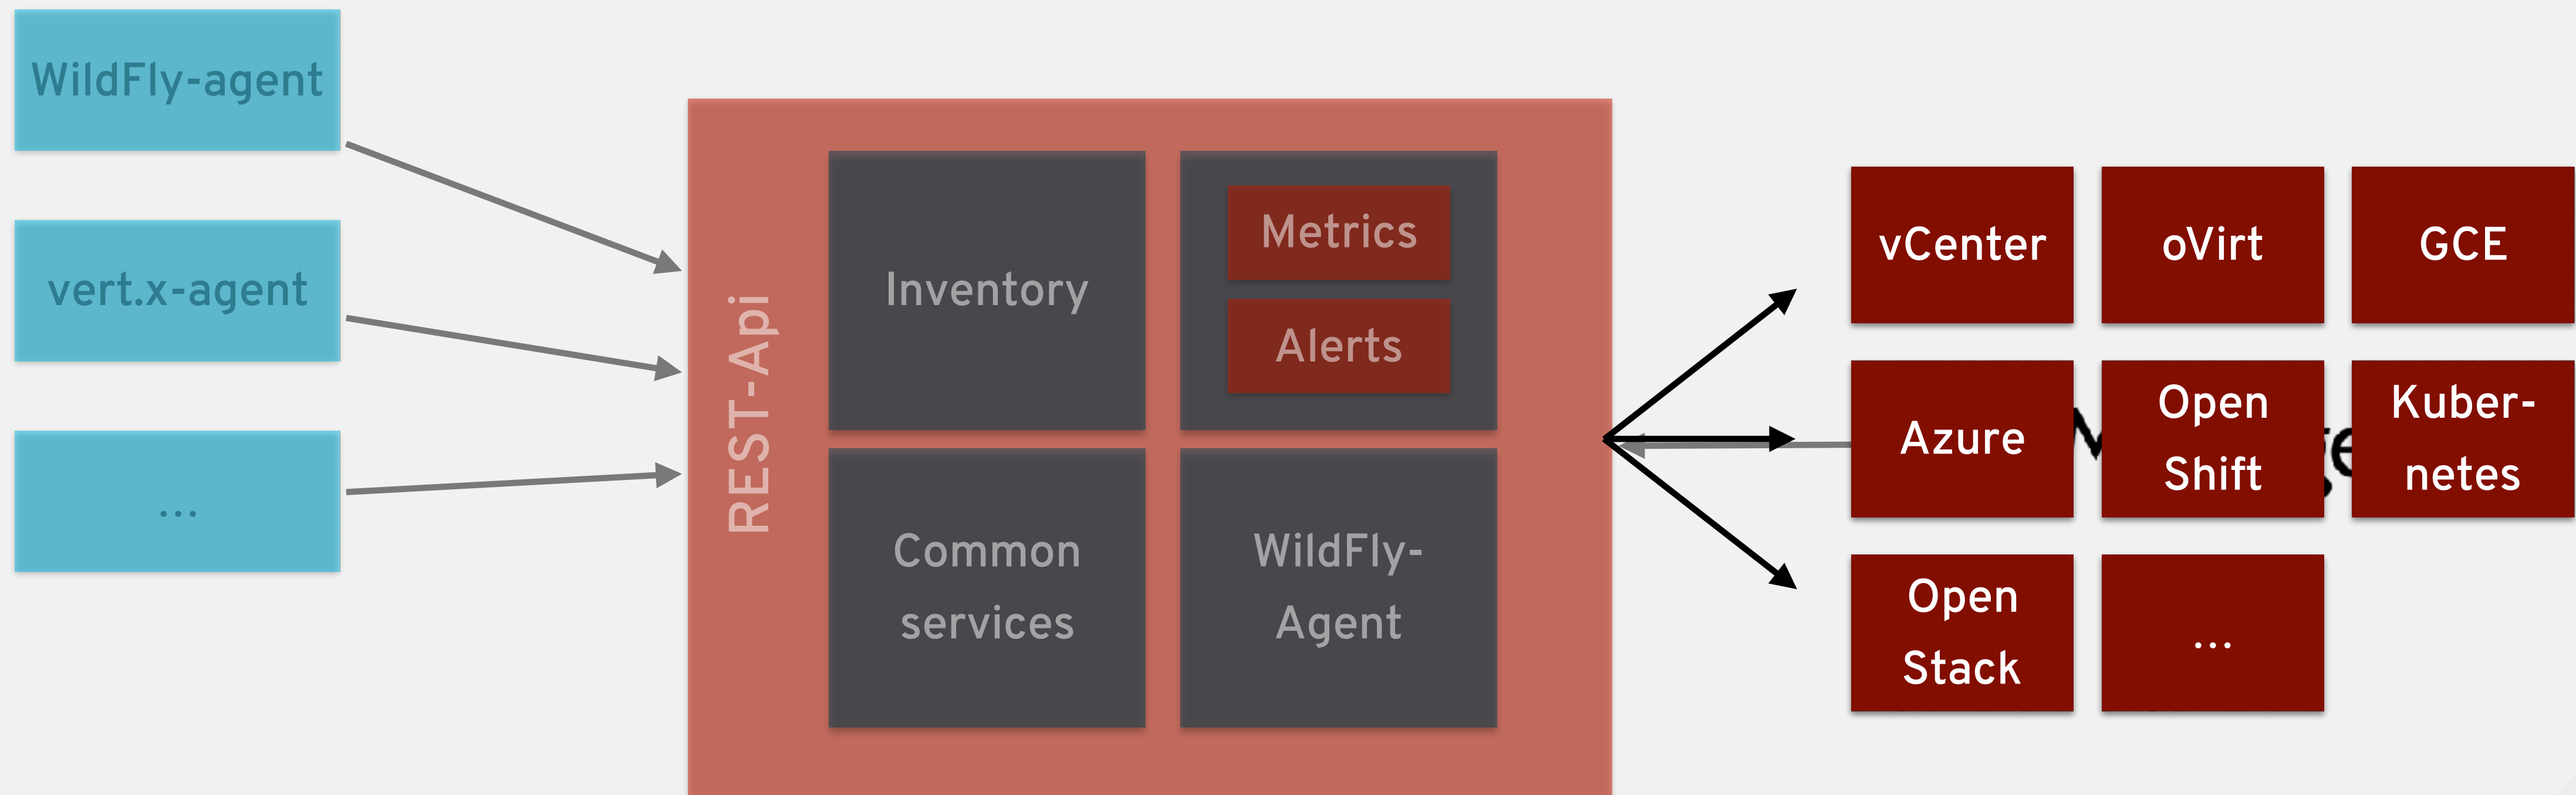 WildFly-agent
vert.x-agent
...
REST-Api
Inventory
Metrics
Alerts
Common
services
WildFly-
Agent
vCenter
oVirt
GCE
Azure
Open
Shift
Kuber-
netes
Open
Stack
...